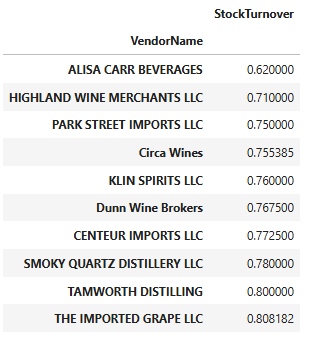 StockTurnover
VendorName
ALISA CARR BEVERAGES 0.620000
HIGHLAND WINE MERCHANTS LLC 0.710000
PARK STREET IMPORTS LLC 0.750000
Circa Wines 0.755385
KLIN SPIRITS LLC 0.760000
Dunn Wine Brokers 0.767500
CENTEUR IMPORTS LLC 0.772500
SMOKY QUARTZ DISTILLERY LLC 0.780000
TAMWORTH DISTILLING 0.800000
THE IMPORTED GRAPE LLC 0.808182